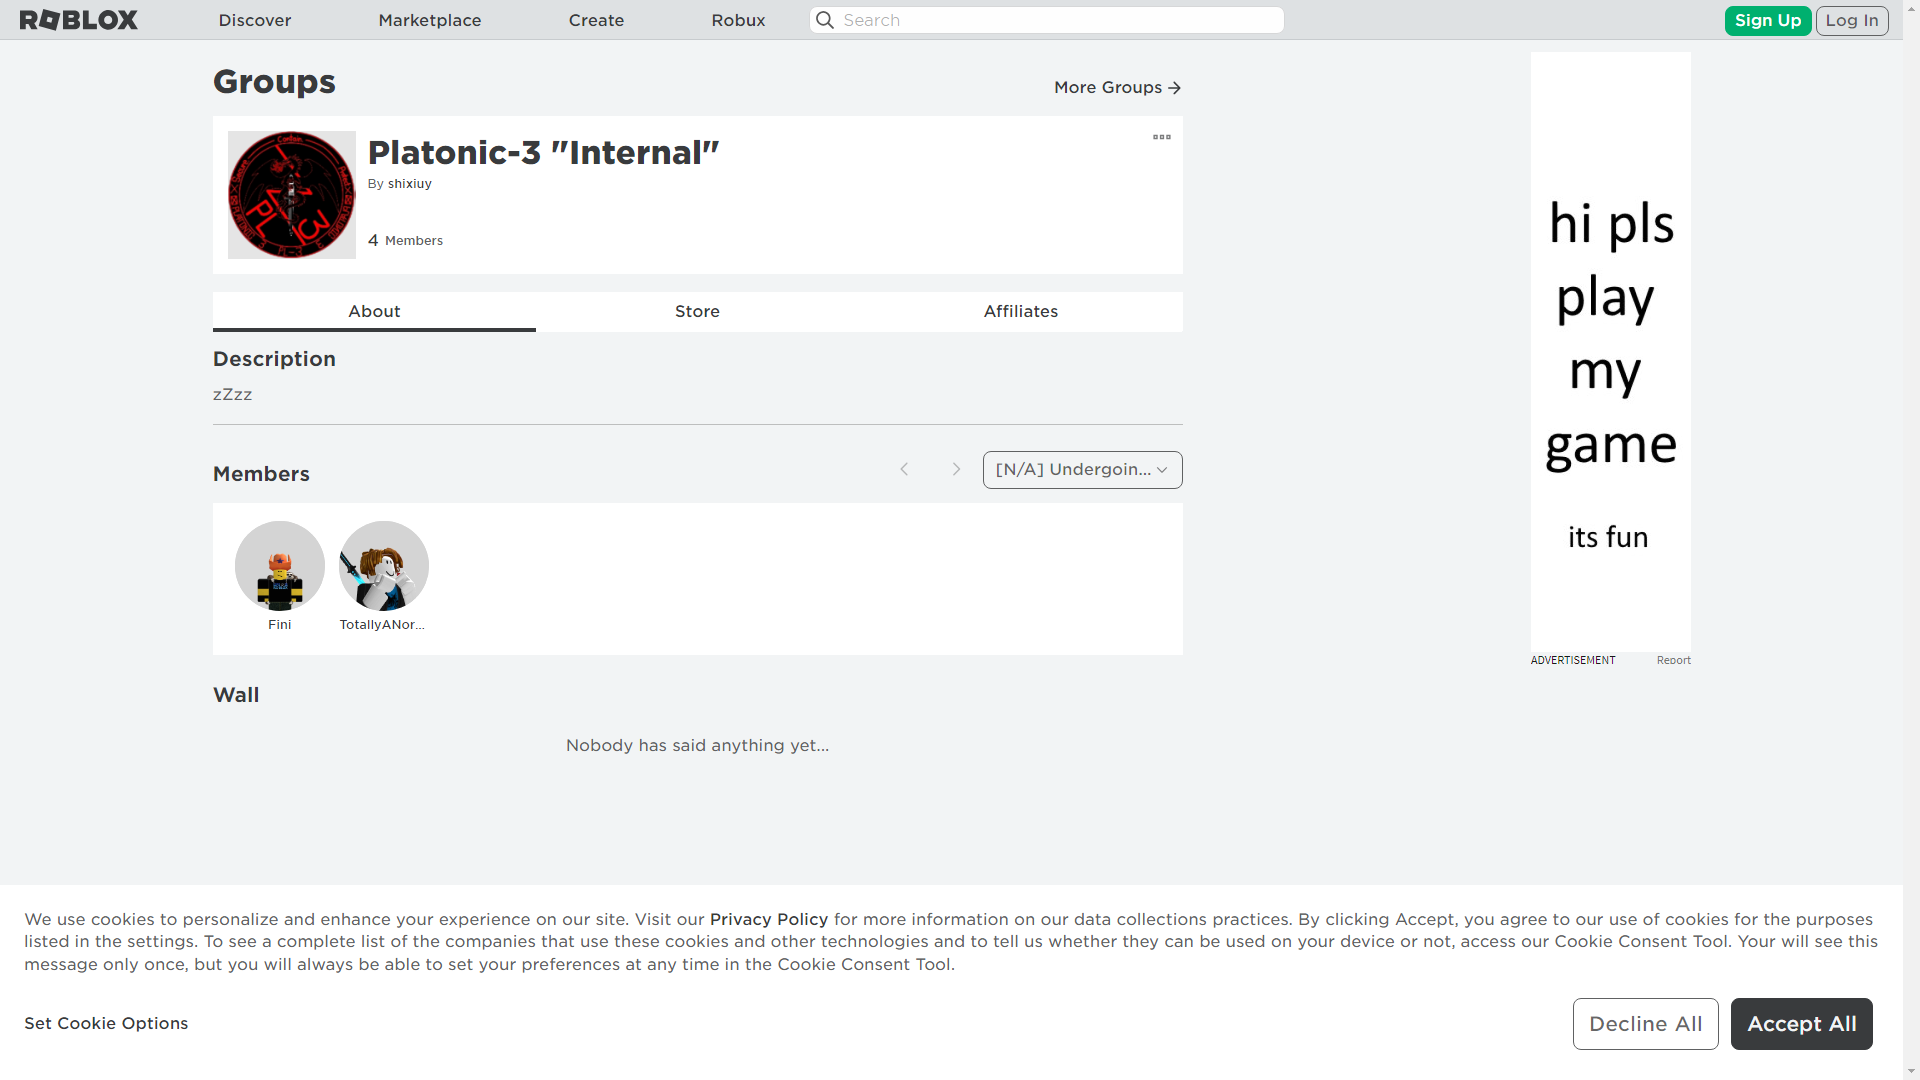 ROBLOX
Discover
Marketplace
Create
Robux
Search
Sign Up
Log In
Groups
More Groups
Platonic-3 "Internal"
By shixiuy
4 Members
About
Store
Affiliates
Description
zZzz
Members
[N/A] Undergoin...
Fini
TotallyANor...
Wall
Nobody has said anything yet...
hi pls
play
my
game
its fun
ADVERTISEMENT
Report
We use cookies to personalize and enhance your experience on our site. Visit our Privacy Policy for more information on our data collections practices. By clicking Accept, you agree to our use of cookies for the purposes
listed in the settings. To see a complete list of the companies that use these cookies and other technologies and to tell us whether they can be used on your device or not, access our Cookie Consent Tool. Your will see this
message only once, but you will always be able to set your preferences at any time in the Cookie Consent Tool.
Set Cookie Options
Decline All
Accept All